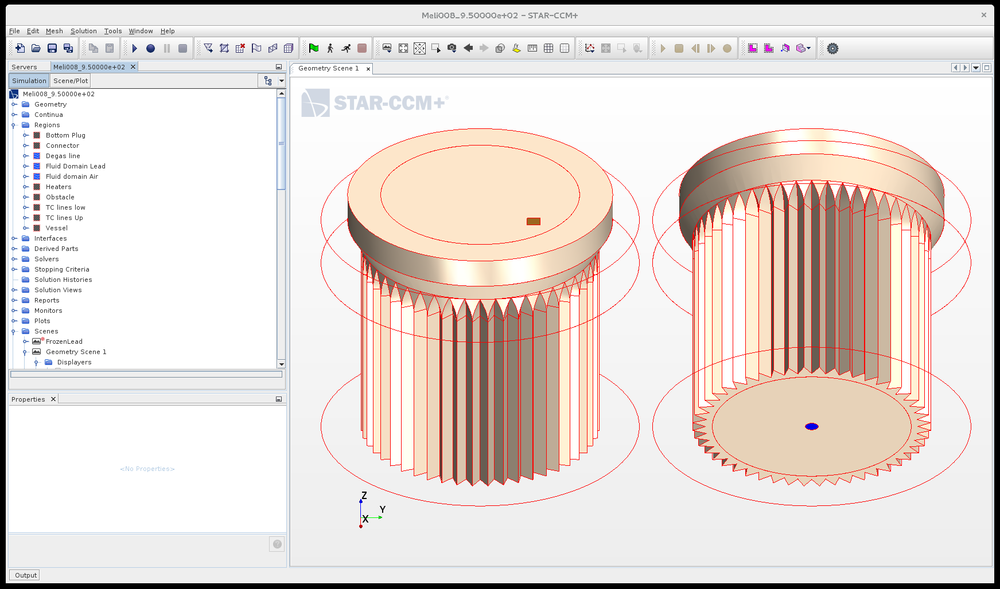 Meli008_9.50000e+02 - STAR-CCM+
File Edit Mesh Solution Tools Window Help
Servers
Meli008_9.50000e+02
Geometry Scene 1
Simulation
Scene/Plot
Meli008_9.50000e+02
Geometry
Continua
Regions
Bottom Plug
Connector
Degas line
Fluid Domain Lead
Fluid domain Air
Heaters
Obstacle
TC lines low
TC lines Up
Vessel
Interfaces
Derived Parts
Solvers
Stopping Criteria
Solution Histories
Solution Views
Reports
Monitors
Plots
Scenes
FrozenLead
Geometry Scene 1
Displayers
STAR-CCM+®
Properties
<No Properties>
Z
Y
X
Output